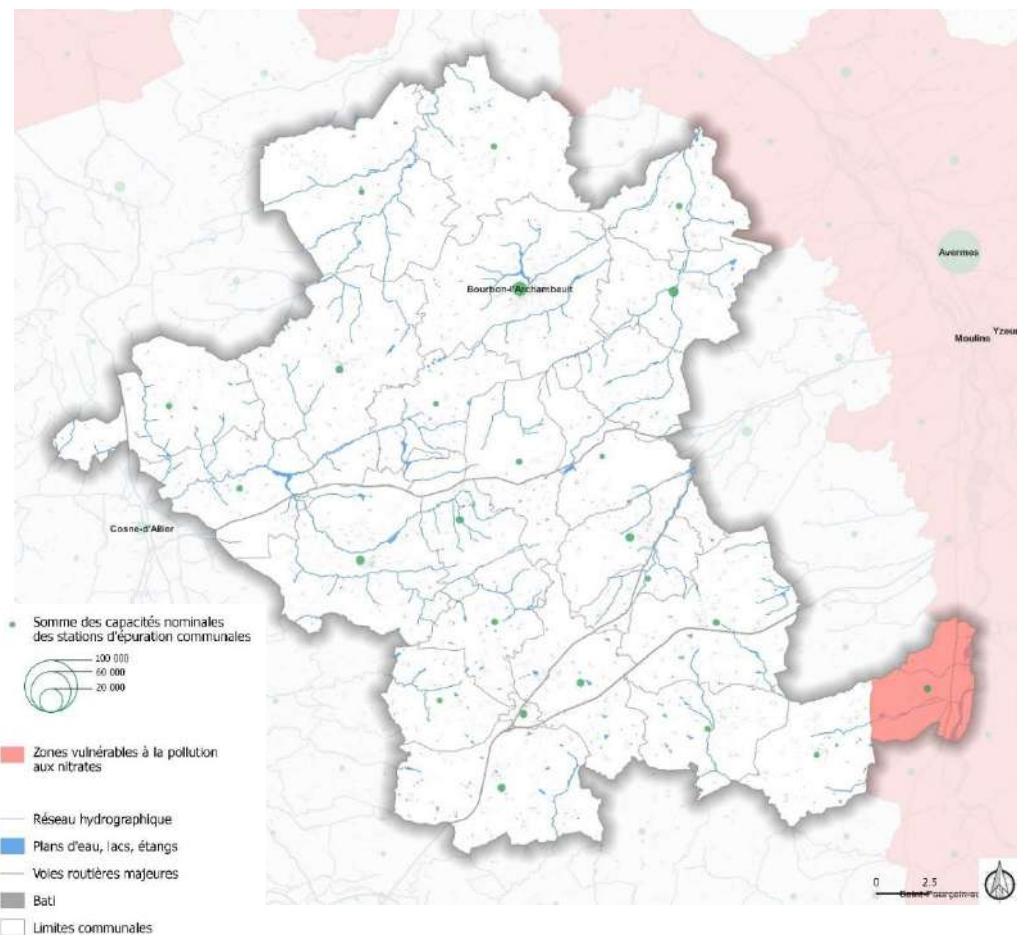 Avermes
Bourbon-l'Archambault
Moulins
Yzeur
Cosne-d'Allier
Somme des capacités nominales
des stations d'épuration communales
100 000
60 000
20 000
Zones vulnérables à la pollution
aux nitrates
Réseau hydrographique
Plans d'eau, lacs, étangs
Voies routières majeures
Bati
Limites communales
0 2.5